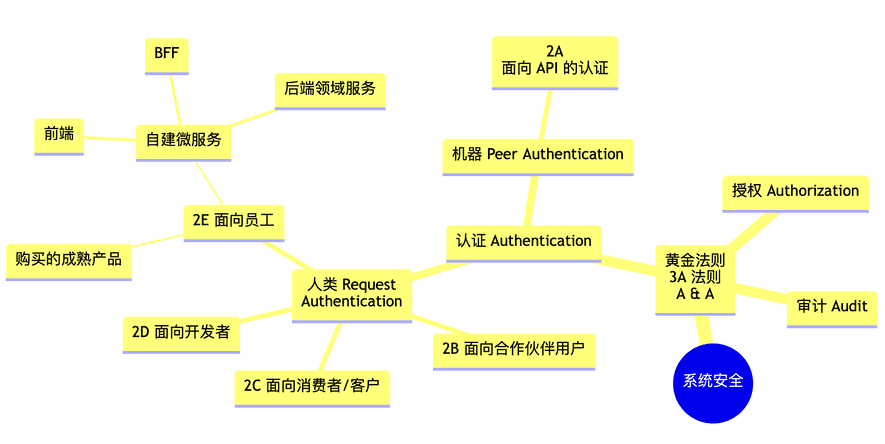 BFF
2A
面向 API 的认证
后端领域服务
前端
自建微服务
机器 Peer Authentication
授权 Authorization
2E 面向员工
认证 Authentication
购买的成熟产品
黄金法则
3A 法则
A & A
人类 Request
Authentication
审计 Audit
2D 面向开发者
2B 面向合作伙伴用户
2C 面向消费者/客户
系统安全